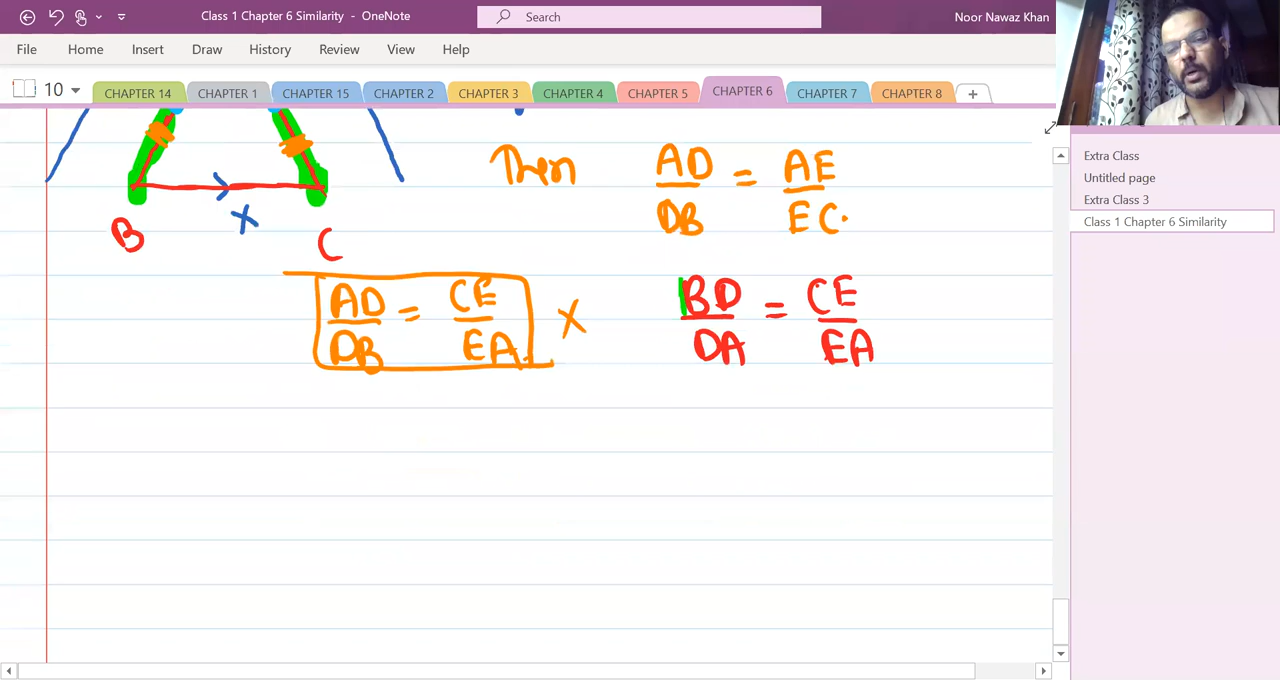 Class 1 Chapter 6 Similarity - OneNote
Search
Noor Nawaz Khan
File Home Insert Draw History Review View Help
10
CHAPTER 14 CHAPTER 1 CHAPTER 15 CHAPTER 2 CHAPTER 3 CHAPTER 4 CHAPTER 5 CHAPTER 6 CHAPTER 7 CHAPTER 8
Extra Class
Untitled page
Extra Class 3
Class 1 Chapter 6 Similarity
Then AD/DB = AE/EC.
B X C
AD/DB = CE/EA. X BD/DA = CE/EA